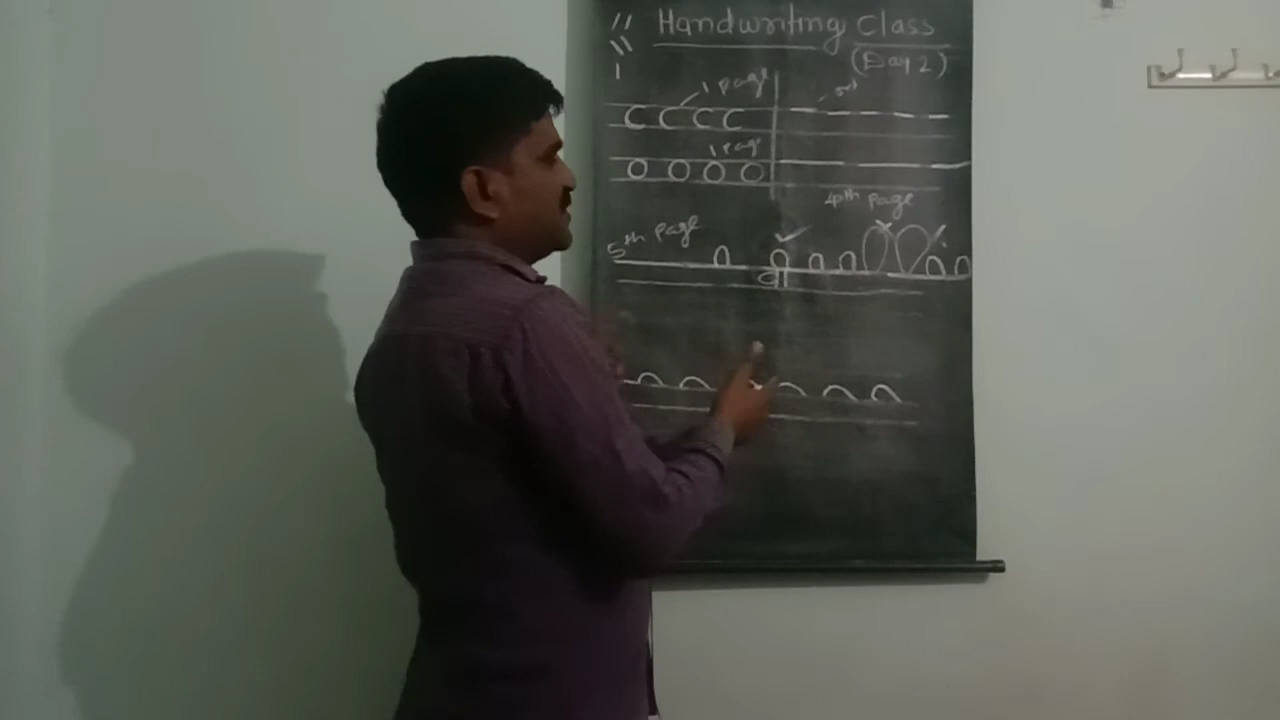 Handwriting Class
(Day 2)
1 page
C C C C
1 page
O O O O
4th page
5th page